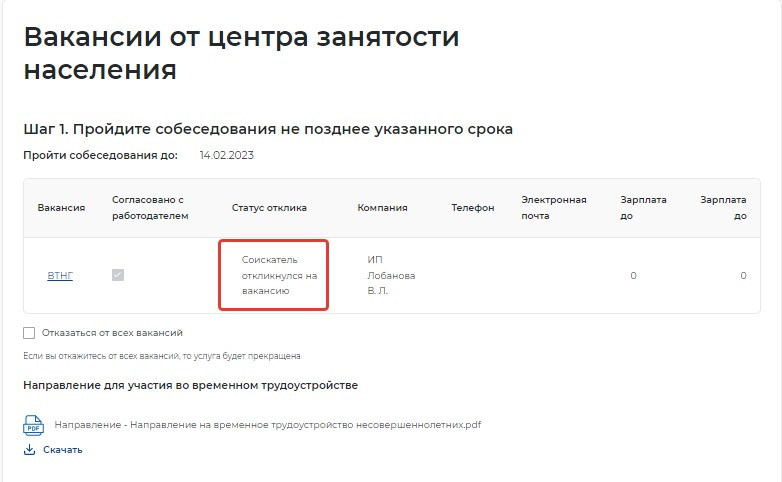 Вакансии от центра занятости
населения
Шаг 1. Пройдите собеседования не позднее указанного срока
Пройти собеседования до: 14.02.2023
Вакансия
Согласовано с
работодателем
Статус отклика
Компания
Телефон
Электронная
почта
Зарплата
до
Зарплата
до
ВТНГ
Соискатель
откликнулся на
вакансию
ИП
Лобанова
В. Л.
0
0
Отказаться от всех вакансий
Если вы откажитесь от всех вакансий, то услуга будет прекращена
Направление для участия во временном трудоустройстве
PDF
Направление - Направление на временное трудоустройство несовершеннолетних.pdf
Скачать